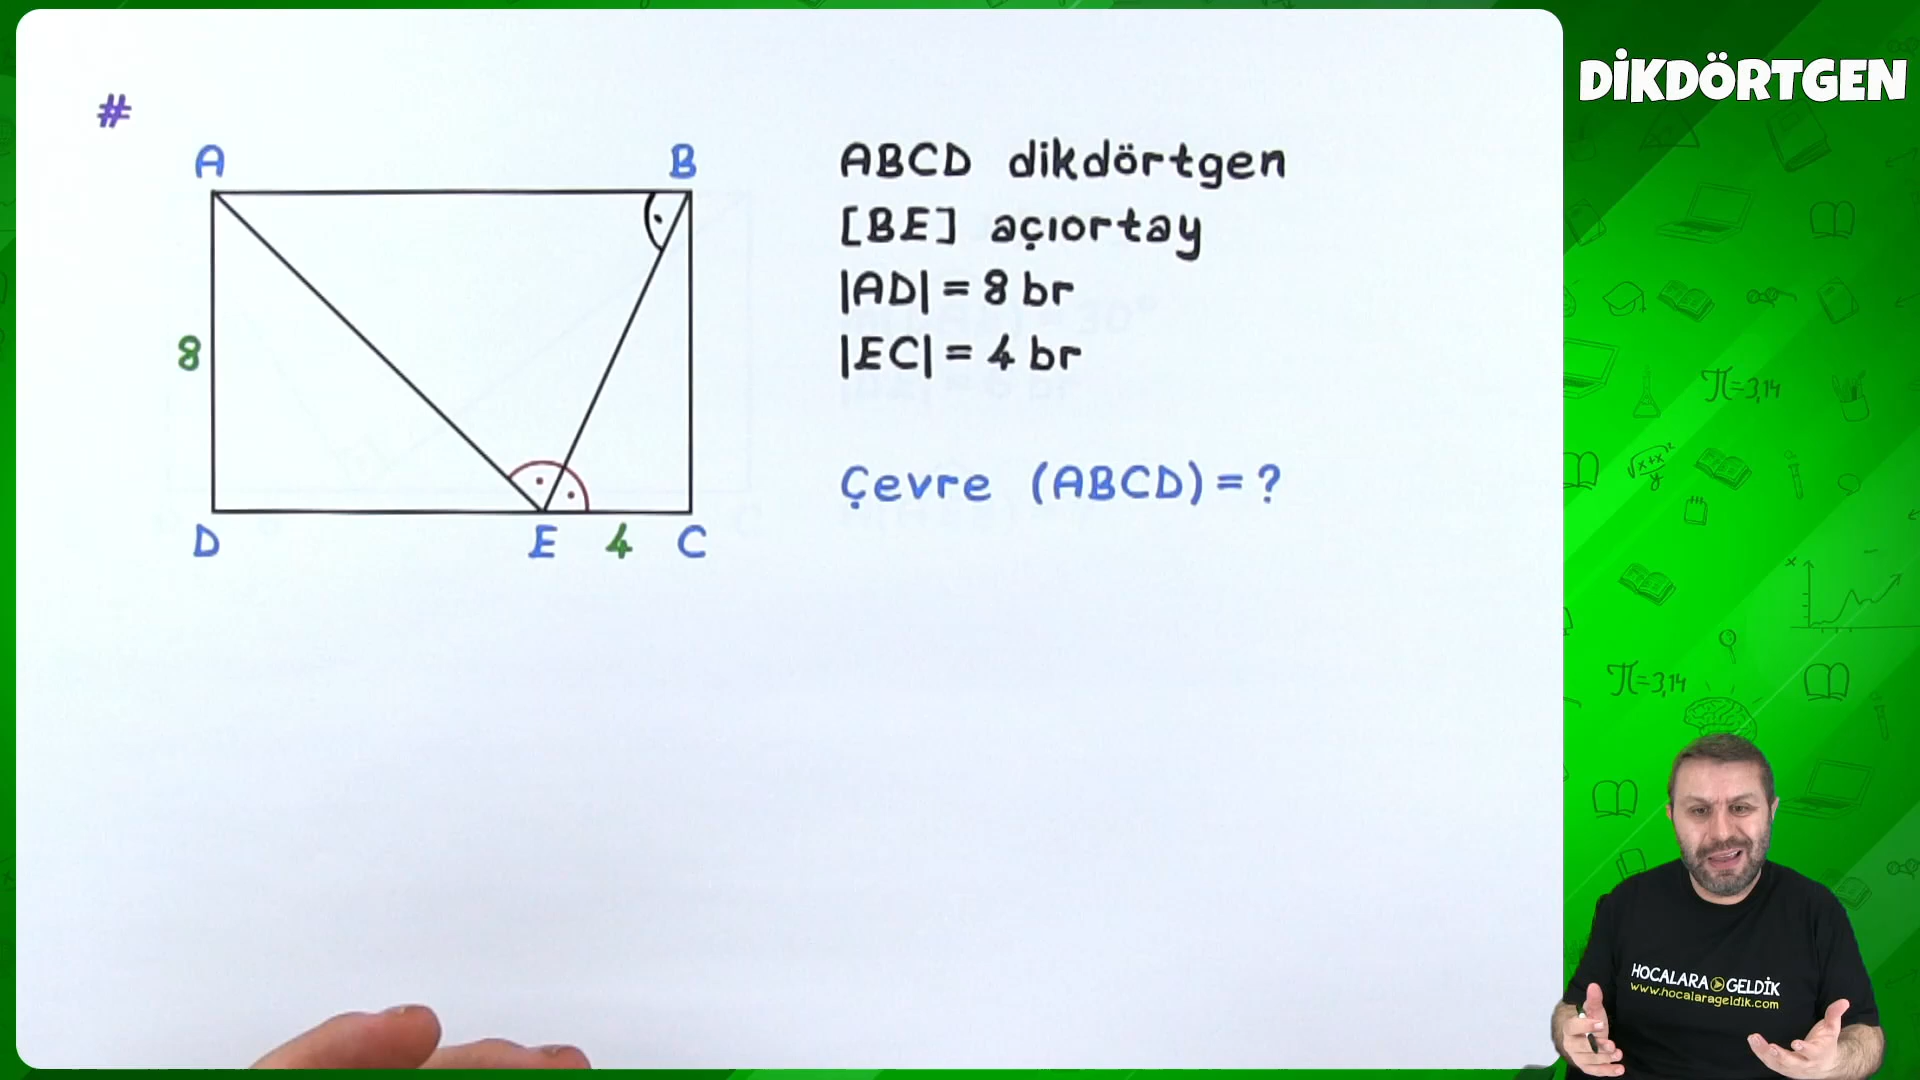 DİKDÖRTGEN
#
A
B
ABCD dikdörtgen
[BE] açıortay
|AD| = 8 br
|EC| = 4 br
8
Çevre (ABCD) = ?
D
E
4
C
π=3,14
π=3,14
HOCALARA GELDİK
www.hocalarageldik.com